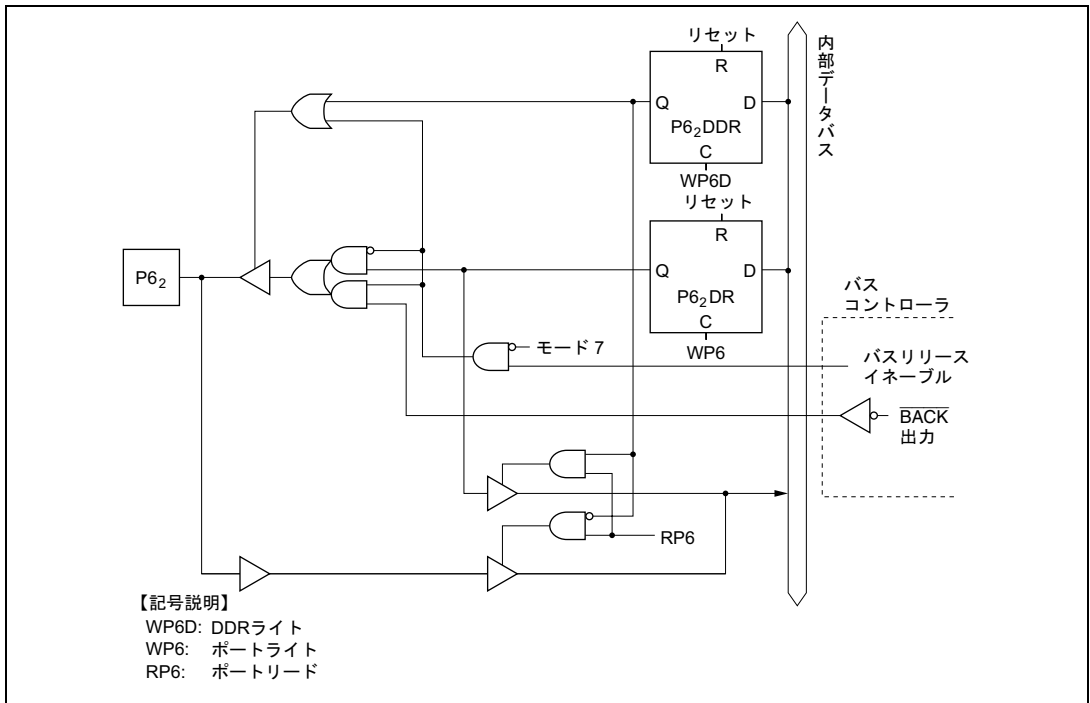 リセット
R
Q
D
P6₂DDR
C
WP6D
内部データバス
リセット
R
Q
D
P6₂DR
C
WP6
P6₂
モード 7
バス
コントローラ
バスリリース
イネーブル
B̅A̅C̅K̅
出力
RP6
【記号説明】
WP6D: DDRライト
WP6: ポートライト
RP6: ポートリード